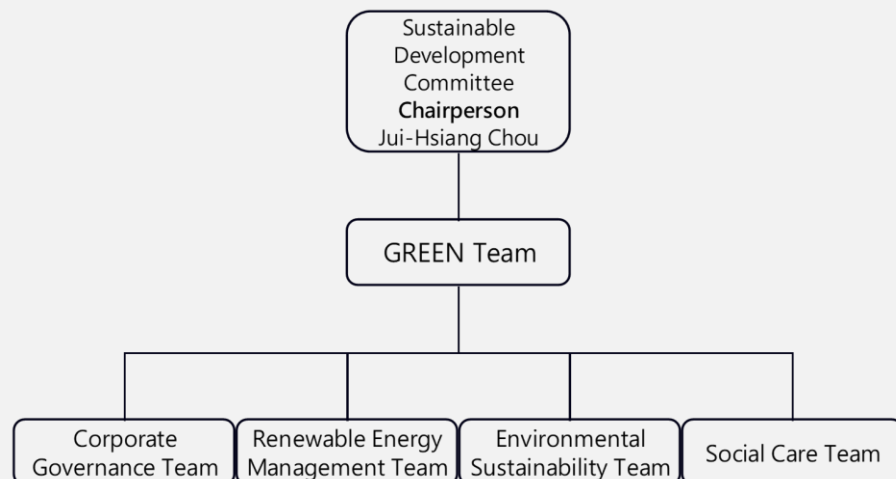 Sustainable
Development
Committee
Chairperson
Jui-Hsiang Chou
GREEN Team
Corporate
Governance Team
Renewable Energy
Management Team
Environmental
Sustainability Team
Social Care Team